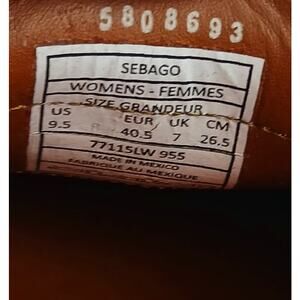 5808693
SEBAGO
WOMENS - FEMMES
SIZE GRANDEUR
US EUR UK CM
9.5 40.5 7 26.5
77115LW 955
MADE IN MEXICO
FABRIQUE AU MEXIQUE